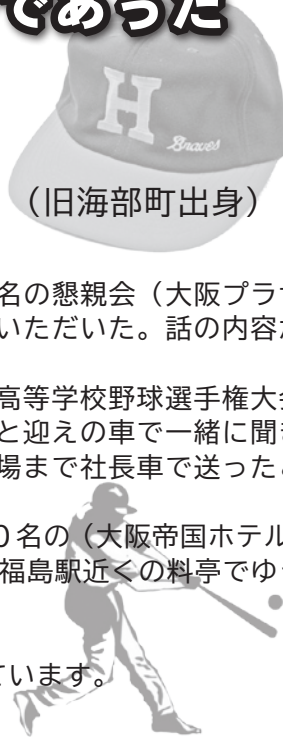 であった
H
Braves
（旧海部町出身）
名の懇親会（大阪プラ
いただいた。話の内容
高等学校野球選手権大
と迎えの車で一緒に聞
場まで社長車で送った
０名の（大阪帝国ホテル
福島駅近くの料亭でゆ
ています。